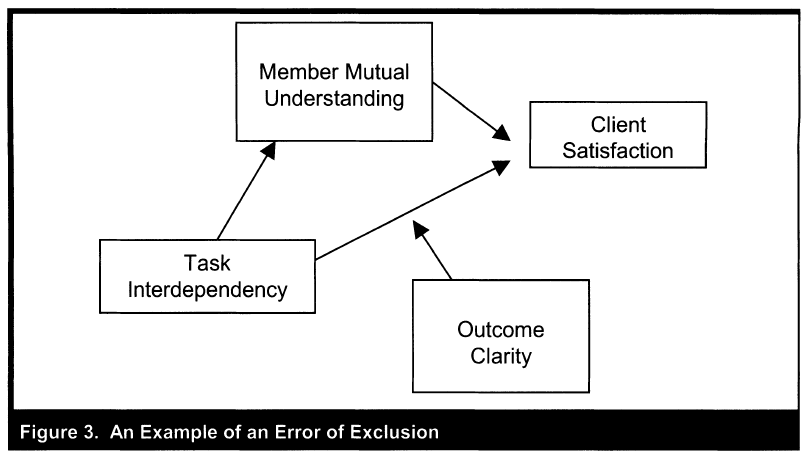 Member Mutual
Understanding
Client
Satisfaction
Task
Interdependency
Outcome
Clarity
Figure 3. An Example of an Error of Exclusion